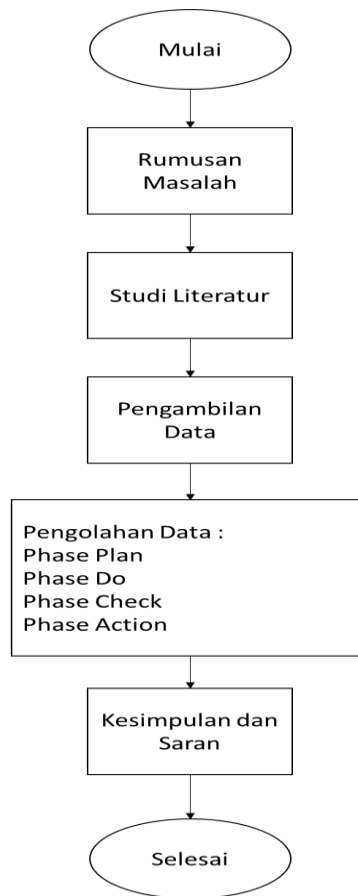 Mulai
Rumusan
Masalah
Studi Literatur
Pengambilan
Data
Pengolahan Data :
Phase Plan
Phase Do
Phase Check
Phase Action
Kesimpulan dan
Saran
Selesai